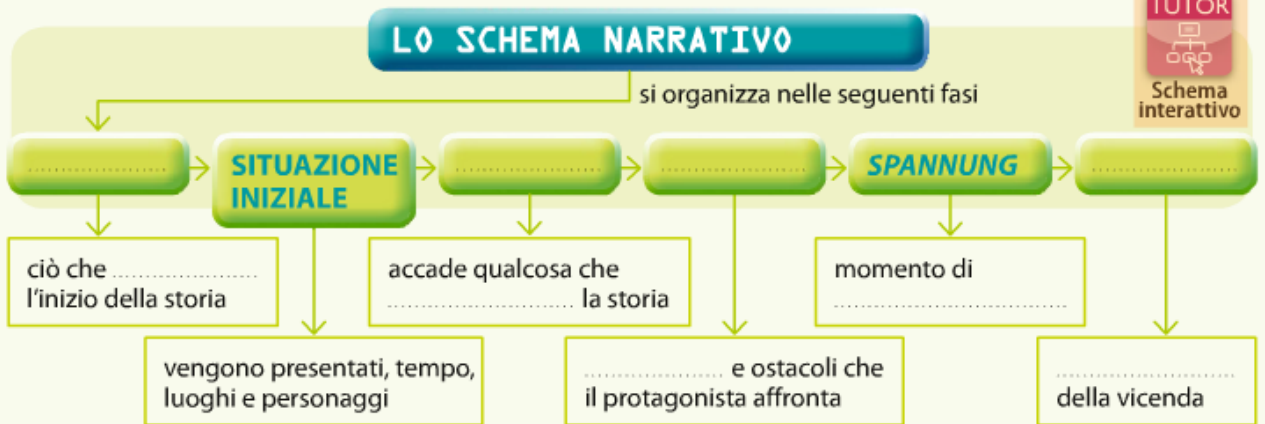 TUTOR
LO SCHEMA NARRATIVO
si organizza nelle seguenti fasi
Schema
interattivo
....................
SITUAZIONE
INIZIALE
....................
....................
SPANNUNG
....................
ciò che .....................
l'inizio della storia
accade qualcosa che
........................... la storia
momento di
..................................
vengono presentati, tempo,
luoghi e personaggi
.................... e ostacoli che
il protagonista affronta
..........................
della vicenda